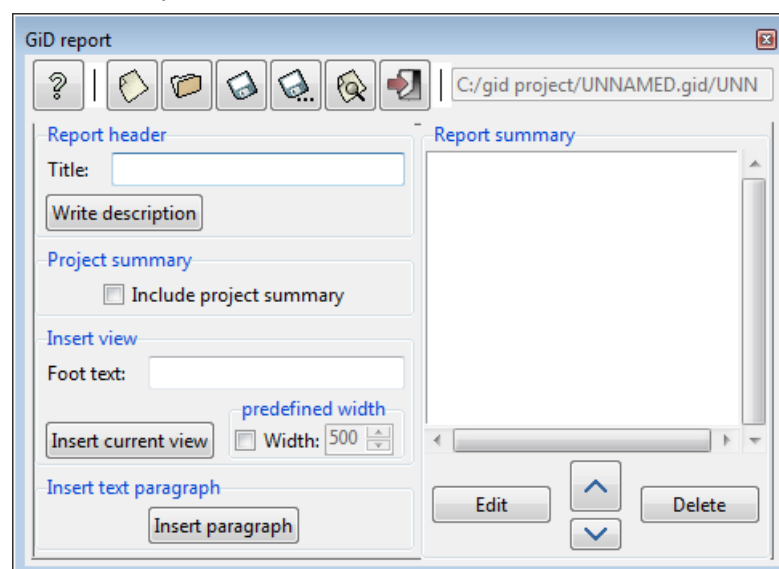 GiD report
?
C:/gid project/UNNAMED.gid/UNN
Report header
Title:
Write description
Project summary
Include project summary
Insert view
Foot text:
predefined width
Insert current view
Width: 500
Insert text paragraph
Insert paragraph
Report summary
Edit
Delete